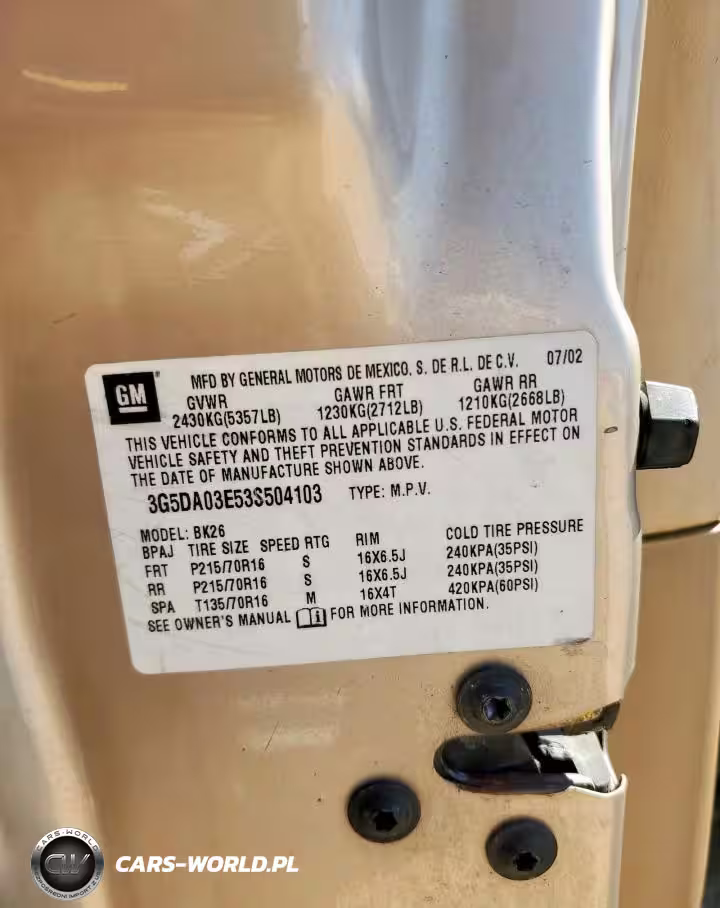 GM
MFD BY GENERAL MOTORS DE MEXICO. S. DE R.L. DE C.V. 07/02
GVWR GAWR FRT GAWR RR
2430KG(5357LB) 1230KG(2712LB) 1210KG(2668LB)
THIS VEHICLE CONFORMS TO ALL APPLICABLE U.S. FEDERAL MOTOR
VEHICLE SAFETY AND THEFT PREVENTION STANDARDS IN EFFECT ON
THE DATE OF MANUFACTURE SHOWN ABOVE.
3G5DA03E53S504103 TYPE: M.P.V.
MODEL: BK26
BPAJ TIRE SIZE SPEED RTG RIM COLD TIRE PRESSURE
FRT P215/70R16 S 16X6.5J 240KPA(35PSI)
RR P215/70R16 S 16X6.5J 240KPA(35PSI)
SPA T135/70R16 M 16X4T 420KPA(60PSI)
SEE OWNER'S MANUAL FOR MORE INFORMATION.
CARS-WORLD
CW
CARS-WORLD.PL